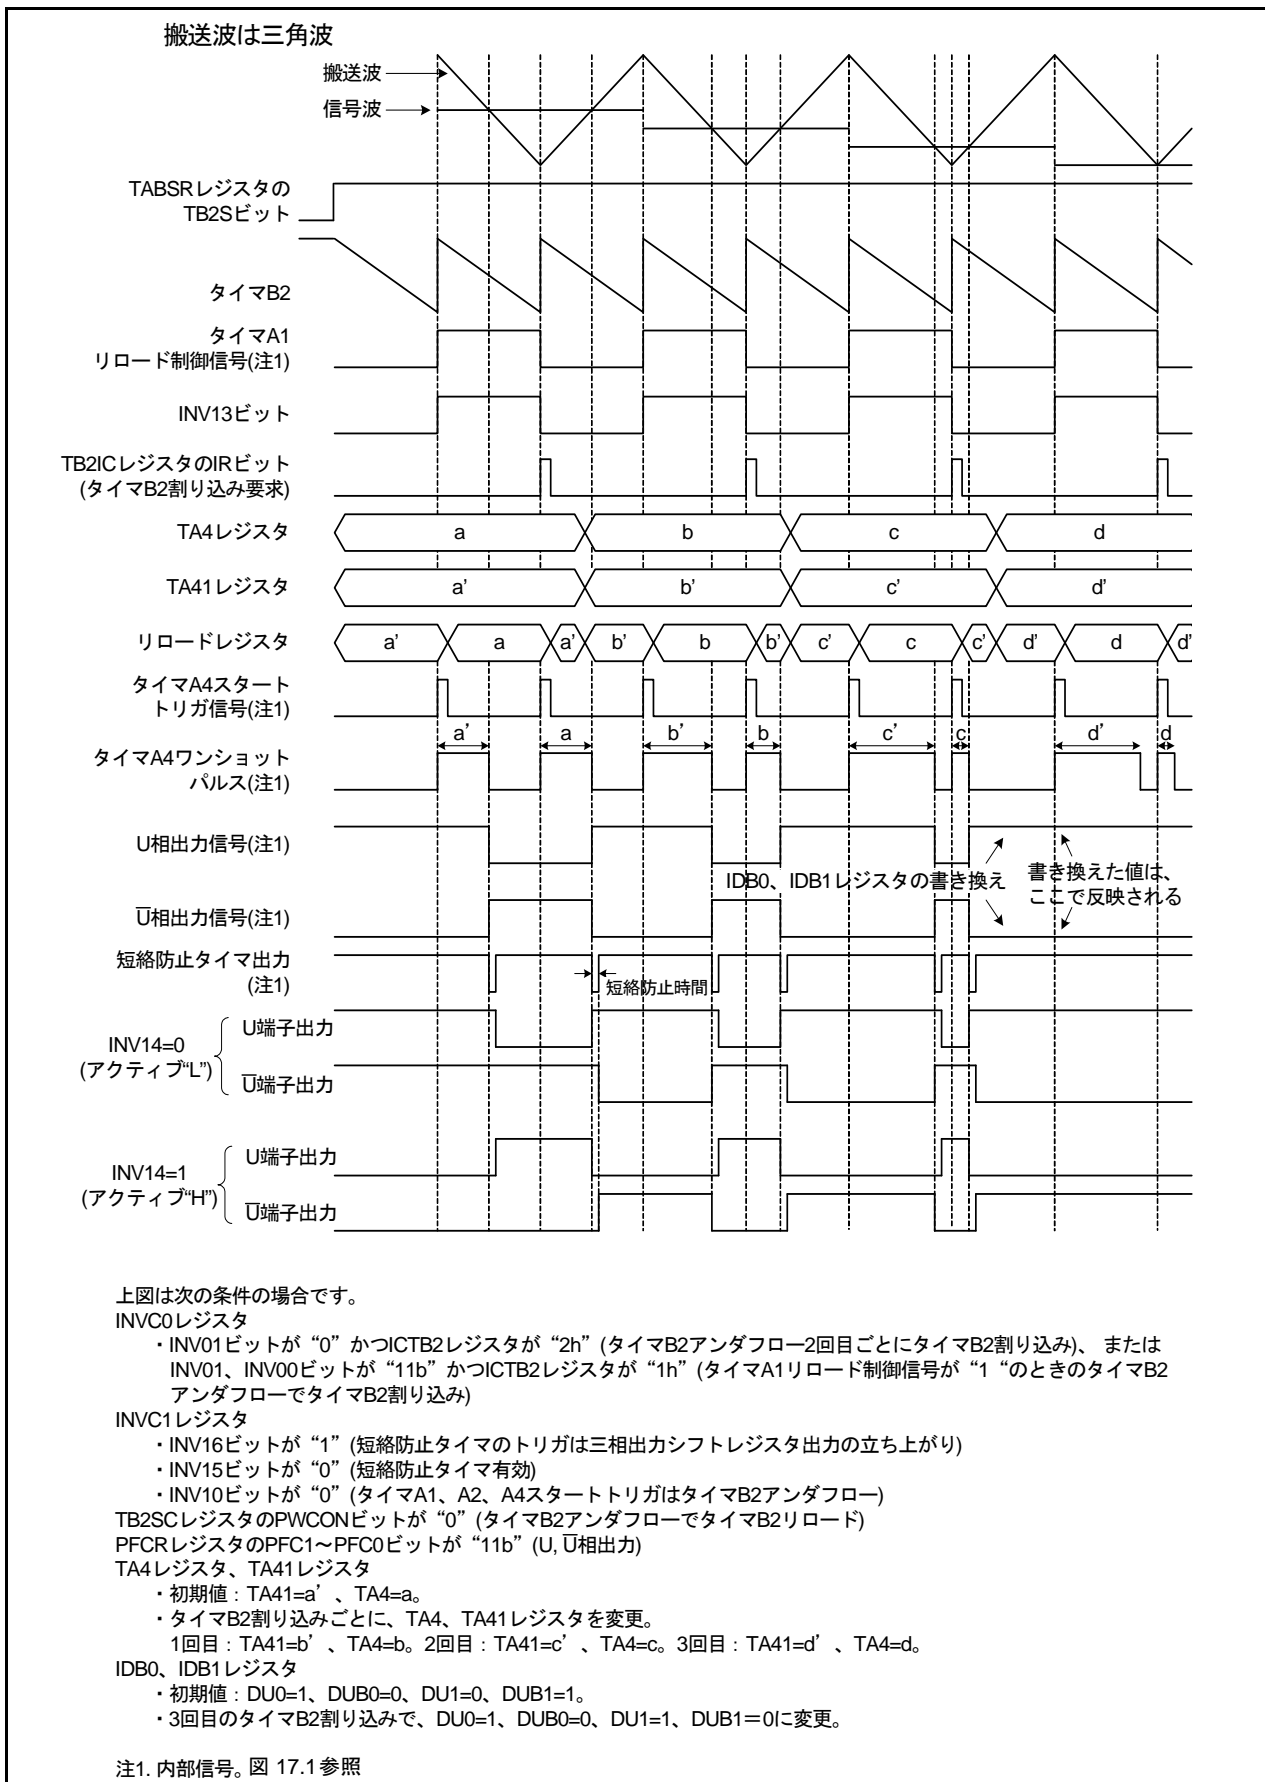 搬送波は三角波
搬送波
信号波
TABSRレジスタの
TB2Sビット
タイマB2
タイマA1
リロード制御信号(注1)
INV13ビット
TB2ICレジスタのIRビット
(タイマB2割り込み要求)
TA4レジスタ
a
b
c
d
TA41レジスタ
a’
b’
c’
d’
リロードレジスタ
a’
a
a’
b’
b
b’
c’
c
c’
d’
d
d’
タイマA4スタート
トリガ信号(注1)
a’
a
b’
b
c’
c
d’
d
タイマA4ワンショット
パルス(注1)
U相出力信号(注1)
IDB0、IDB1レジスタの書き換え
書き換えた値は、
ここで反映される
U̅相出力信号(注1)
短絡防止タイマ出力
(注1)
短絡防止時間
INV14=0
(アクティブ“L”)
U端子出力
U̅端子出力
INV14=1
(アクティブ“H”)
U端子出力
U̅端子出力
上図は次の条件の場合です。
INVC0レジスタ
・INV01ビットが“0”かつICTB2レジスタが“2h”(タイマB2アンダフロー2回目ごとにタイマB2割り込み)、または
INV01、INV00ビットが“11b”かつICTB2レジスタが“1h”(タイマA1リロード制御信号が“1“のときのタイマB2
アンダフローでタイマB2割り込み)
INVC1レジスタ
・INV16ビットが“1”(短絡防止タイマのトリガは三相出力シフトレジスタ出力の立ち上がり)
・INV15ビットが“0”(短絡防止タイマ有効)
・INV10ビットが“0”(タイマA1、A2、A4スタートトリガはタイマB2アンダフロー)
TB2SCレジスタのPWCONビットが“0”(タイマB2アンダフローでタイマB2リロード)
PFCRレジスタのPFC1～PFC0ビットが“11b”(U, U̅相出力)
TA4レジスタ、TA41レジスタ
・初期値：TA41=a’、TA4=a。
・タイマB2割り込みごとに、TA4、TA41レジスタを変更。
1回目：TA41=b’、TA4=b。2回目：TA41=c’、TA4=c。3回目：TA41=d’、TA4=d。
IDB0、IDB1レジスタ
・初期値：DU0=1、DUB0=0、DU1=0、DUB1=1。
・3回目のタイマB2割り込みで、DU0=1、DUB0=0、DU1=1、DUB1＝0に変更。
注1. 内部信号。図 17.1参照